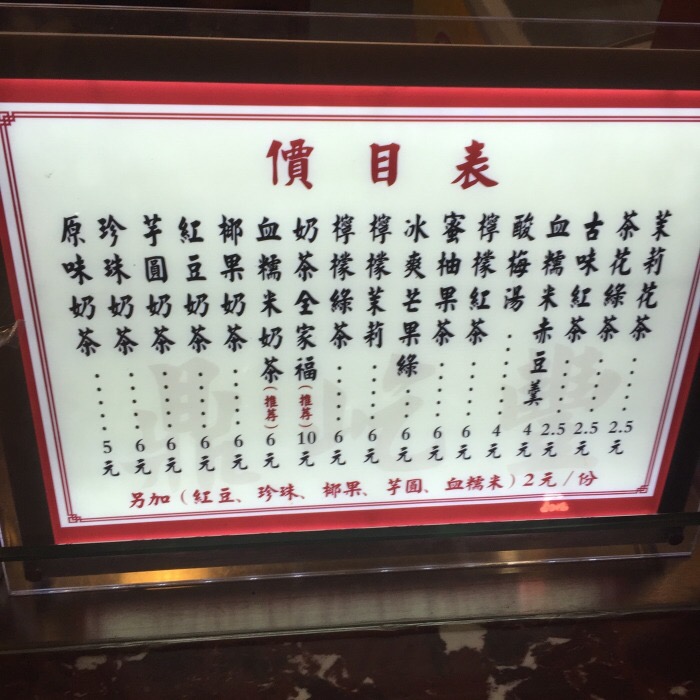 價目表
原味奶茶……5元
珍珠奶茶……6元
芋圓奶茶……6元
紅豆奶茶……6元
椰果奶茶……6元
血糯米奶茶(推荐)6元
奶茶全家福(推荐)10元
檸檬綠茶……6元
檸檬茉莉……6元
冰爽芒果綠……6元
蜜柚果茶……6元
檸檬紅茶……6元
酸梅湯……4元
血糯米赤豆羹…4元
古味紅茶……2.5元
茶花綠茶……2.5元
茉莉花茶……2.5元
另加(紅豆、珍珠、椰果、芋圓、血糯米)2元/份